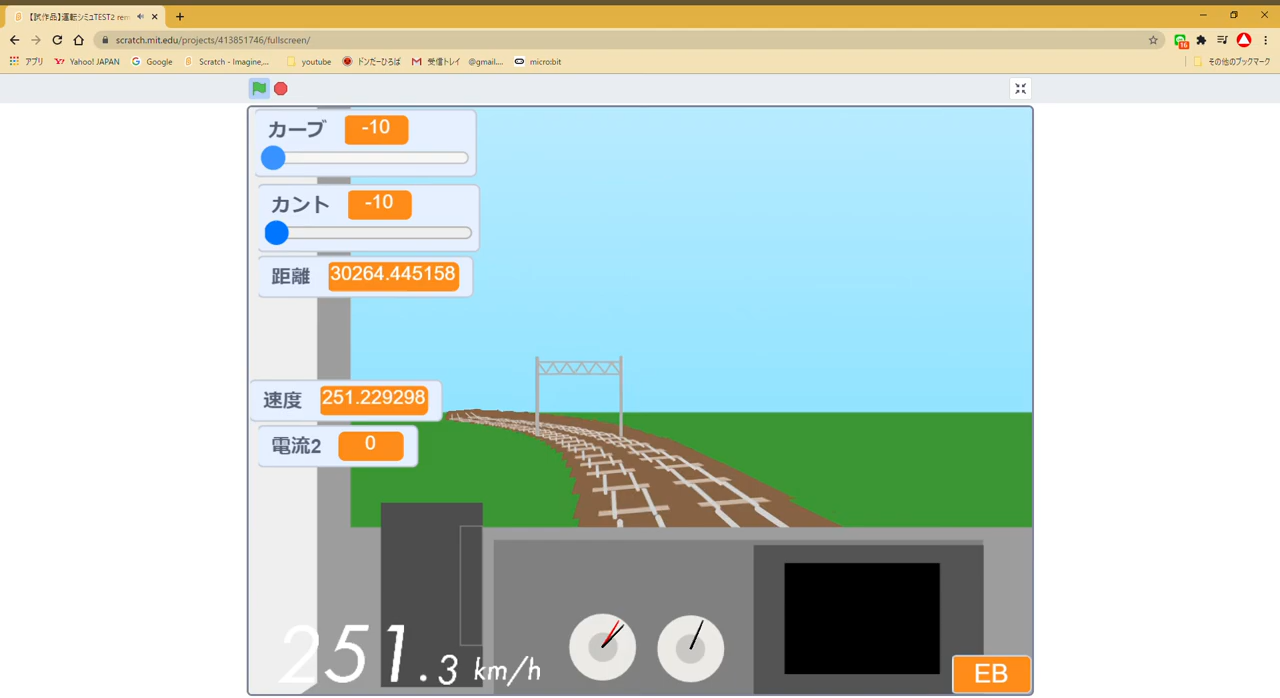 【試作品】運転シミュTEST2 rem
scratch.mit.edu/projects/413851746/fullscreen/
16
アプリ Yahoo! JAPAN Google Scratch - Imagine,... youtube ドンだーひろば 受信トレイ @gmail.... micro:bit その他のブックマーク
カーブ -10
カント -10
距離 30264.445158
速度 251.229298
電流2 0
251.3 km/h
EB